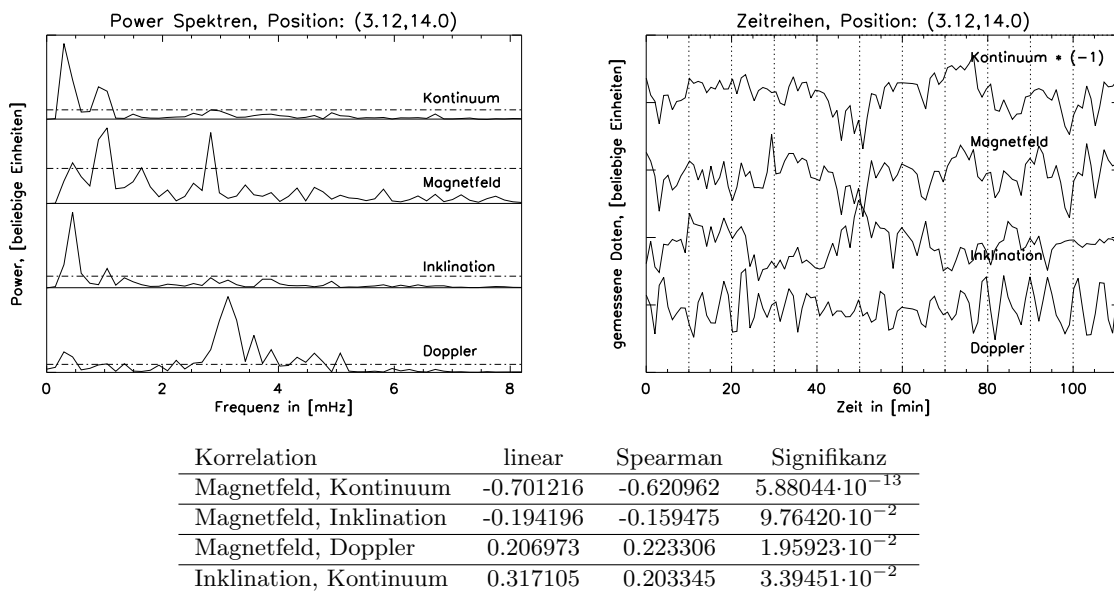 Power Spektren, Position: (3.12,14.0)
Power, [beliebige Einheiten]
Kontinuum
Magnetfeld
Inklination
Doppler
0 2 4 6 8
Frequenz in [mHz]
Zeitreihen, Position: (3.12,14.0)
gemessene Daten, [beliebige Einheiten]
Kontinuum * (-1)
Magnetfeld
Inklination
Doppler
0 20 40 60 80 100
Zeit in [min]
Korrelation linear Spearman Signifikanz
Magnetfeld, Kontinuum -0.701216 -0.620962 5.88044·10⁻¹³
Magnetfeld, Inklination -0.194196 -0.159475 9.76420·10⁻²
Magnetfeld, Doppler 0.206973 0.223306 1.95923·10⁻²
Inklination, Kontinuum 0.317105 0.203345 3.39451·10⁻²